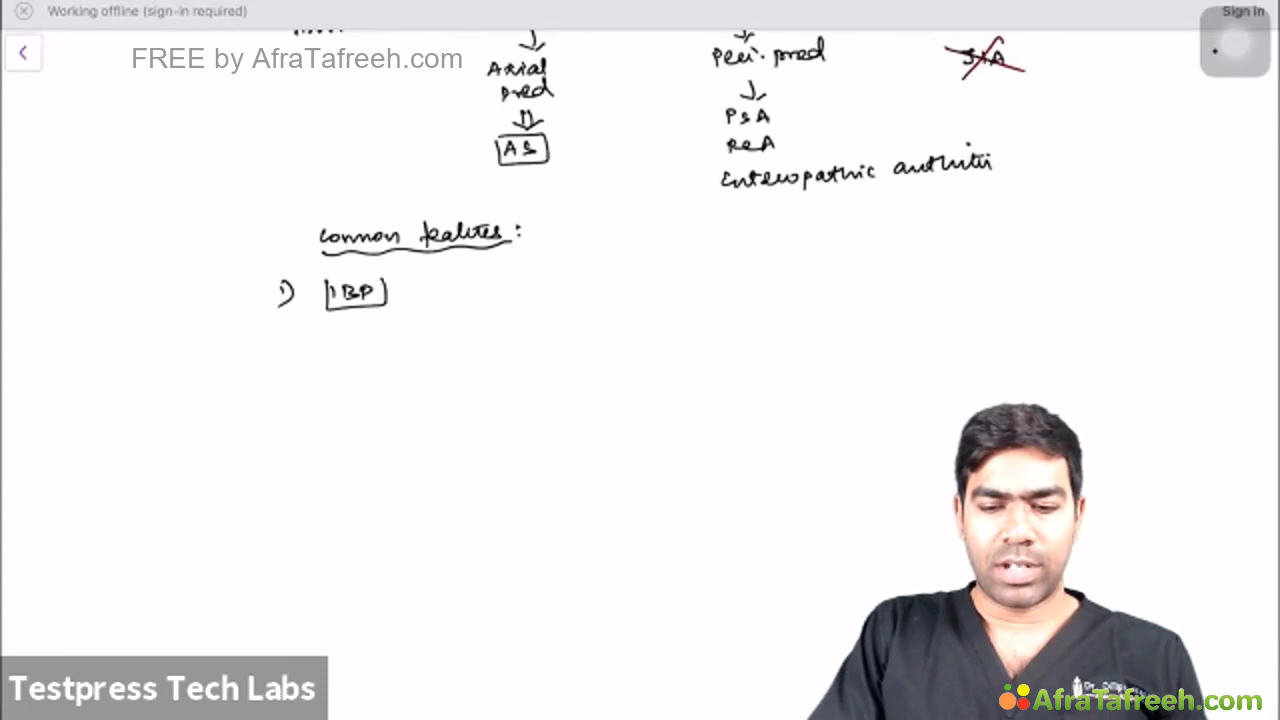 Working offline (sign-in required)
Sign in
FREE by AfraTafreeh.com
Axial
pred
AS
Peri. pred
PsA
ReA
Enteropathic arthritis
SJA
Common features:
1) IBP
Testpress Tech Labs
AfraTafreeh.com